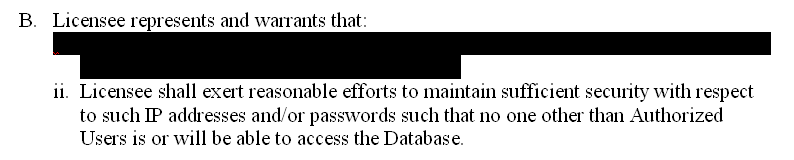 B. Licensee represents and warrants that:
ii. Licensee shall exert reasonable efforts to maintain sufficient security with respect
to such IP addresses and/or passwords such that no one other than Authorized
Users is or will be able to access the Database.